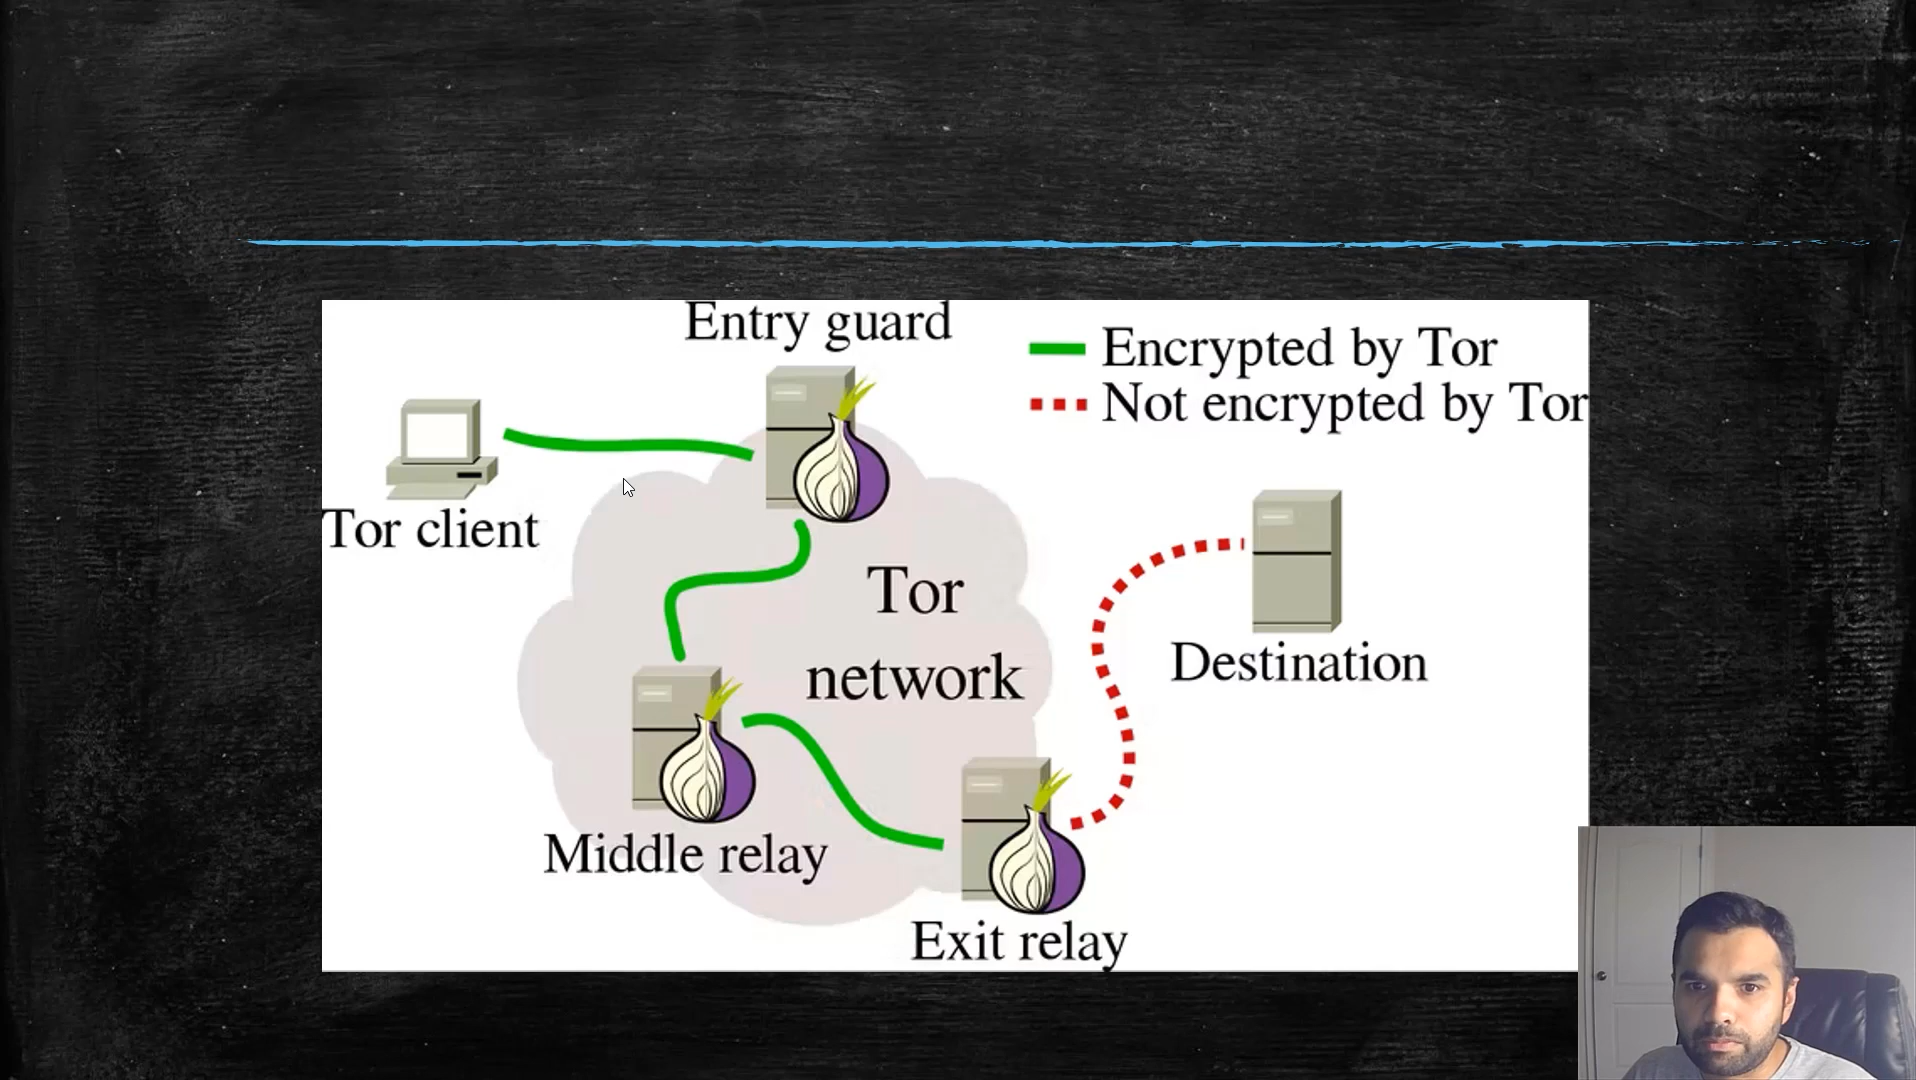 Entry guard
Encrypted by Tor
Not encrypted by Tor
Tor client
Tor
network
Destination
Middle relay
Exit relay